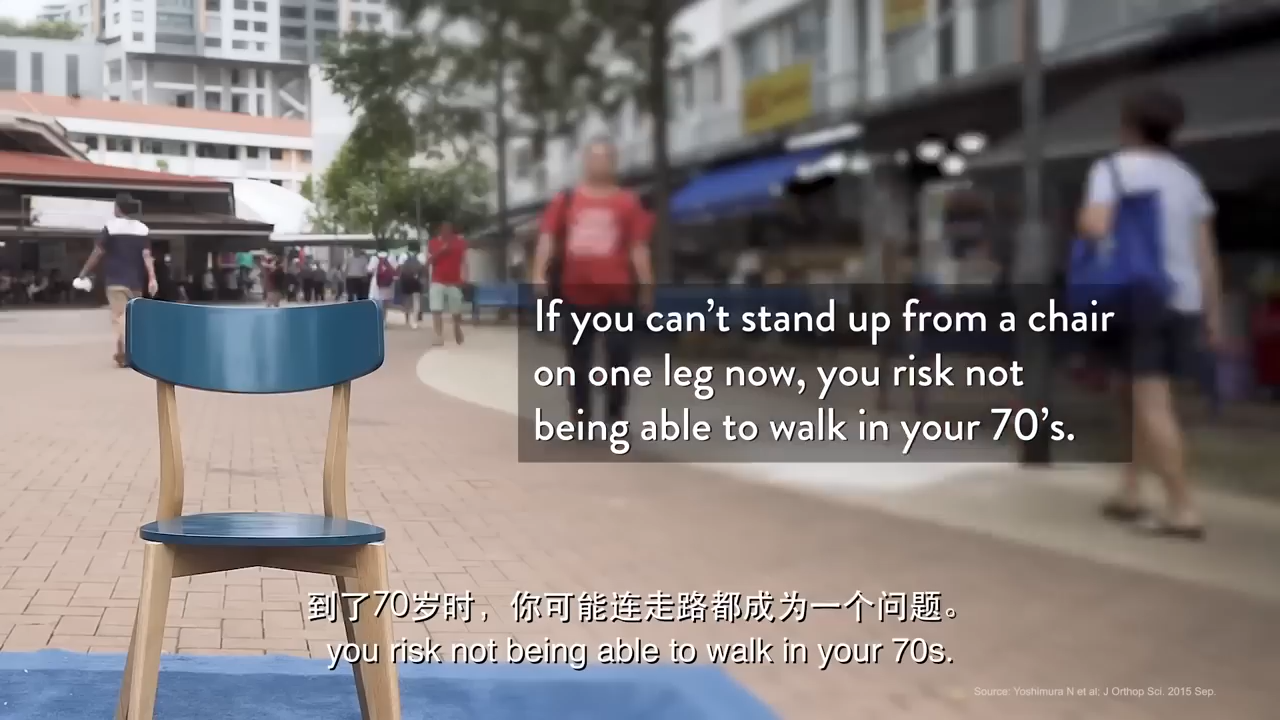 If you can't stand up from a chair
on one leg now, you risk not
being able to walk in your 70's.
到了70岁时，你可能连走路都成为一个问题。
you risk not being able to walk in your 70s.
Source: Yoshimura N et al; J Orthop Sci. 2015 Sep.